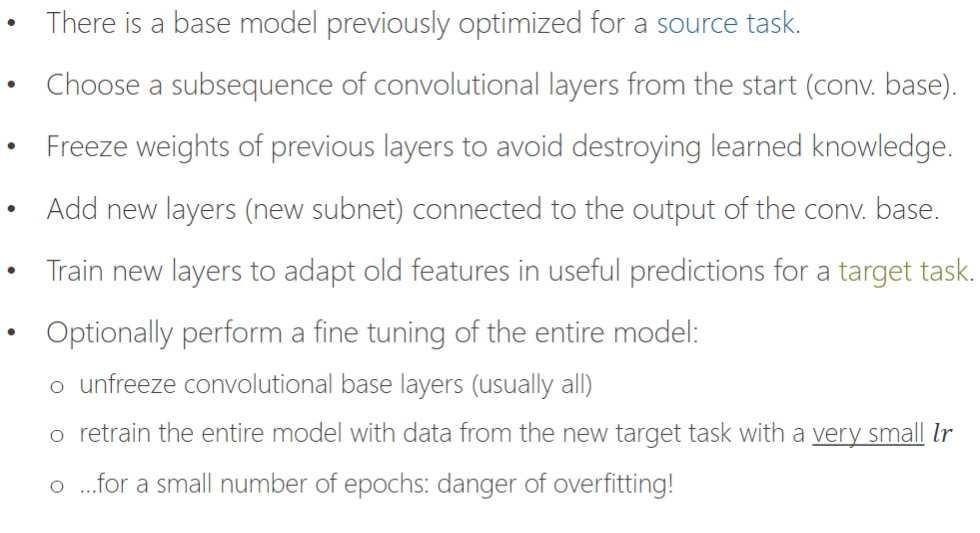 • There is a base model previously optimized for a source task.
• Choose a subsequence of convolutional layers from the start (conv. base).
• Freeze weights of previous layers to avoid destroying learned knowledge.
• Add new layers (new subnet) connected to the output of the conv. base.
• Train new layers to adapt old features in useful predictions for a target task.
• Optionally perform a fine tuning of the entire model:
o unfreeze convolutional base layers (usually all)
o retrain the entire model with data from the new target task with a very small lr
o ...for a small number of epochs: danger of overfitting!